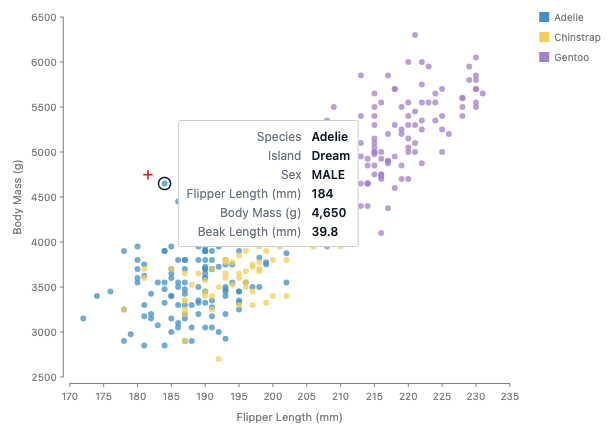 Adelie
Chinstrap
Gentoo
6500
6000
5500
5000
4500
4000
3500
3000
2500
Body Mass (g)
Species Adelie
Island Dream
Sex MALE
Flipper Length (mm) 184
Body Mass (g) 4,650
Beak Length (mm) 39.8
170 175 180 185 190 195 200 205 210 215 220 225 230 235
Flipper Length (mm)